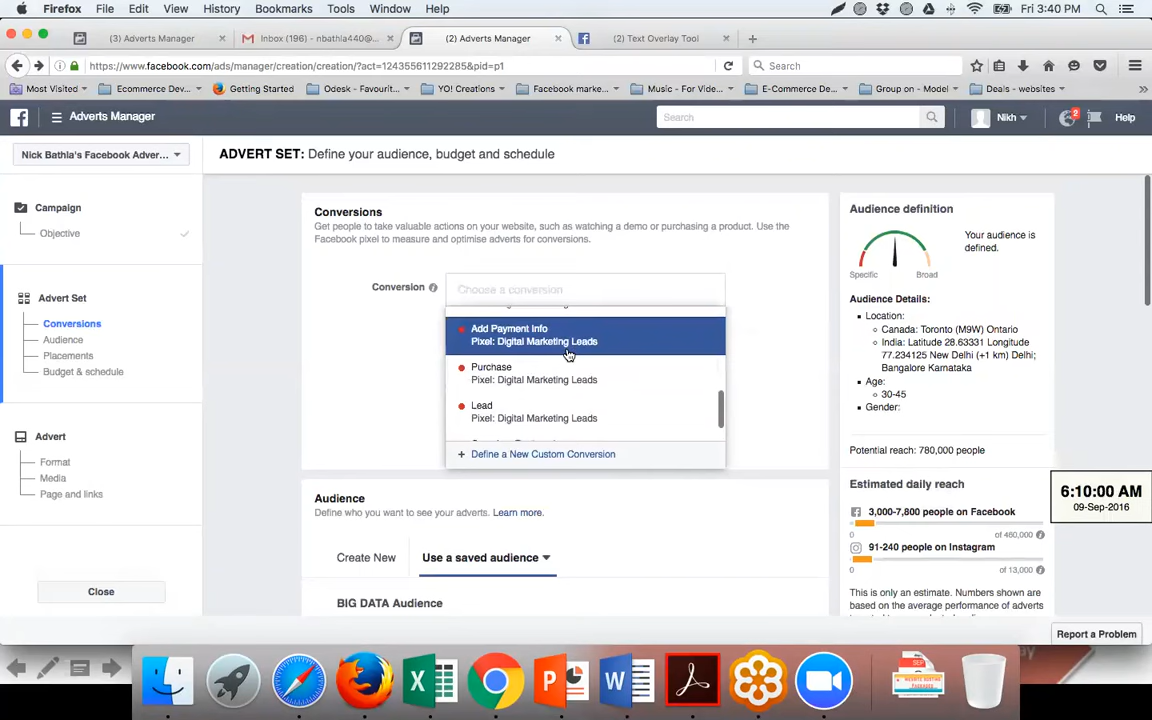 Firefox File Edit View History Bookmarks Tools Window Help Fri 3:40 PM
(3) Adverts Manager Inbox (196) - nbathla440@... (2) Adverts Manager (2) Text Overlay Tool
https://www.facebook.com/ads/manager/creation/creation/?act=124355611292285&pid=p1 Search
Most Visited Ecommerce Dev... Getting Started Odesk - Favourit... YO! Creations Facebook marke... Music - For Vide... E-Commerce De... Group on - Model Deals - websites
Adverts Manager Search Nikh 2 Help
Nick Bathla's Facebook Adver... ADVERT SET: Define your audience, budget and schedule
Campaign
Objective
Advert Set
Conversions
Audience
Placements
Budget & schedule
Advert
Format
Media
Page and links
Close
Conversions
Get people to take valuable actions on your website, such as watching a demo or purchasing a product. Use the
Facebook pixel to measure and optimise adverts for conversions.
Conversion Choose a conversion
Add Payment Info
Pixel: Digital Marketing Leads
Purchase
Pixel: Digital Marketing Leads
Lead
Pixel: Digital Marketing Leads
+ Define a New Custom Conversion
Audience
Define who you want to see your adverts. Learn more.
Create New Use a saved audience
BIG DATA Audience
Audience definition
Your audience is
defined.
Specific Broad
Audience Details:
Location:
Canada: Toronto (M9W) Ontario
India: Latitude 28.63331 Longitude
77.234125 New Delhi (+1 km) Delhi;
Bangalore Karnataka
Age:
30-45
Gender:
Potential reach: 780,000 people
Estimated daily reach
3,000-7,800 people on Facebook
0 of 460,000
91-240 people on Instagram
0 of 13,000
This is only an estimate. Numbers shown are
based on the average performance of adverts
Report a Problem
6:10:00 AM
09-Sep-2016